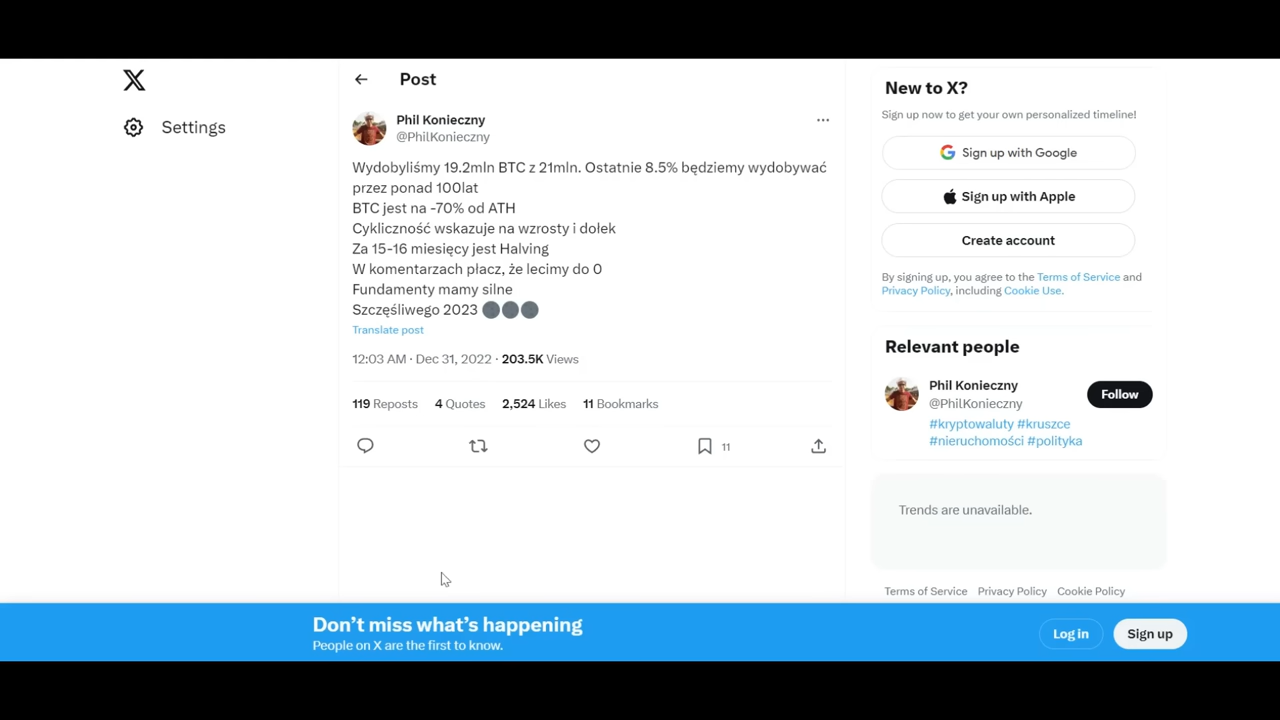 Post
Settings
Phil Konieczny
@PhilKonieczny
Wydobyliśmy 19.2mln BTC z 21mln. Ostatnie 8.5% będziemy wydobywać
przez ponad 100lat
BTC jest na -70% od ATH
Cykliczność wskazuje na wzrosty i dołek
Za 15-16 miesięcy jest Halving
W komentarzach płacz, że lecimy do 0
Fundamenty mamy silne
Szczęśliwego 2023
Translate post
12:03 AM · Dec 31, 2022 · 203.5K Views
119 Reposts 4 Quotes 2,524 Likes 11 Bookmarks
11
New to X?
Sign up now to get your own personalized timeline!
Sign up with Google
Sign up with Apple
Create account
By signing up, you agree to the Terms of Service and
Privacy Policy, including Cookie Use.
Relevant people
Phil Konieczny
@PhilKonieczny
Follow
#kryptowaluty #kruszce
#nieruchomości #polityka
Trends are unavailable.
Terms of Service Privacy Policy Cookie Policy
Don’t miss what’s happening
People on X are the first to know.
Log in
Sign up